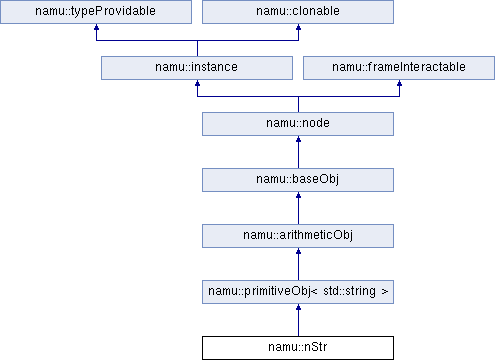 namu::typeProvidable
namu::clonable
namu::instance
namu::frameInteractable
namu::node
namu::baseObj
namu::arithmeticObj
namu::primitiveObj< std::string >
namu::nStr